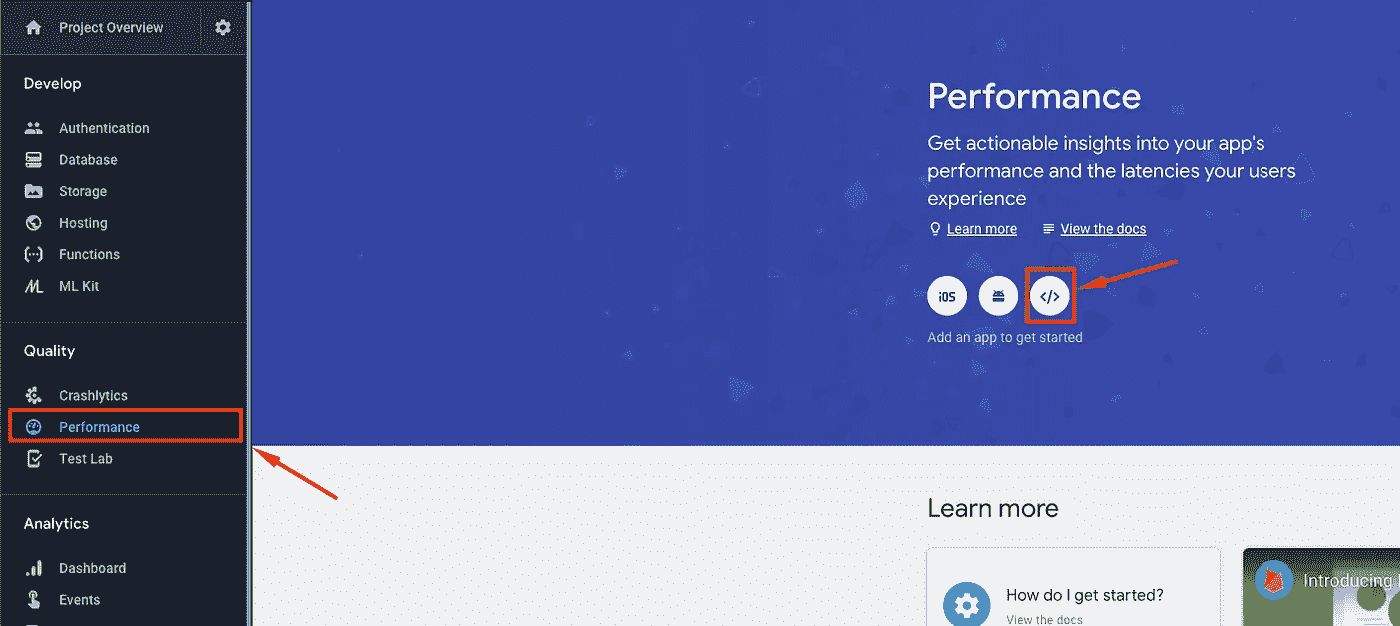 Project Overview
Develop
Authentication
Database
Storage
Hosting
Functions
ML Kit
Quality
Crashlytics
Performance
Test Lab
Analytics
Dashboard
Events
Performance
Get actionable insights into your app's
performance and the latencies your users
experience
Learn more View the docs
iOS </>
Add an app to get started
Learn more
How do I get started?
View the docs
Introducing